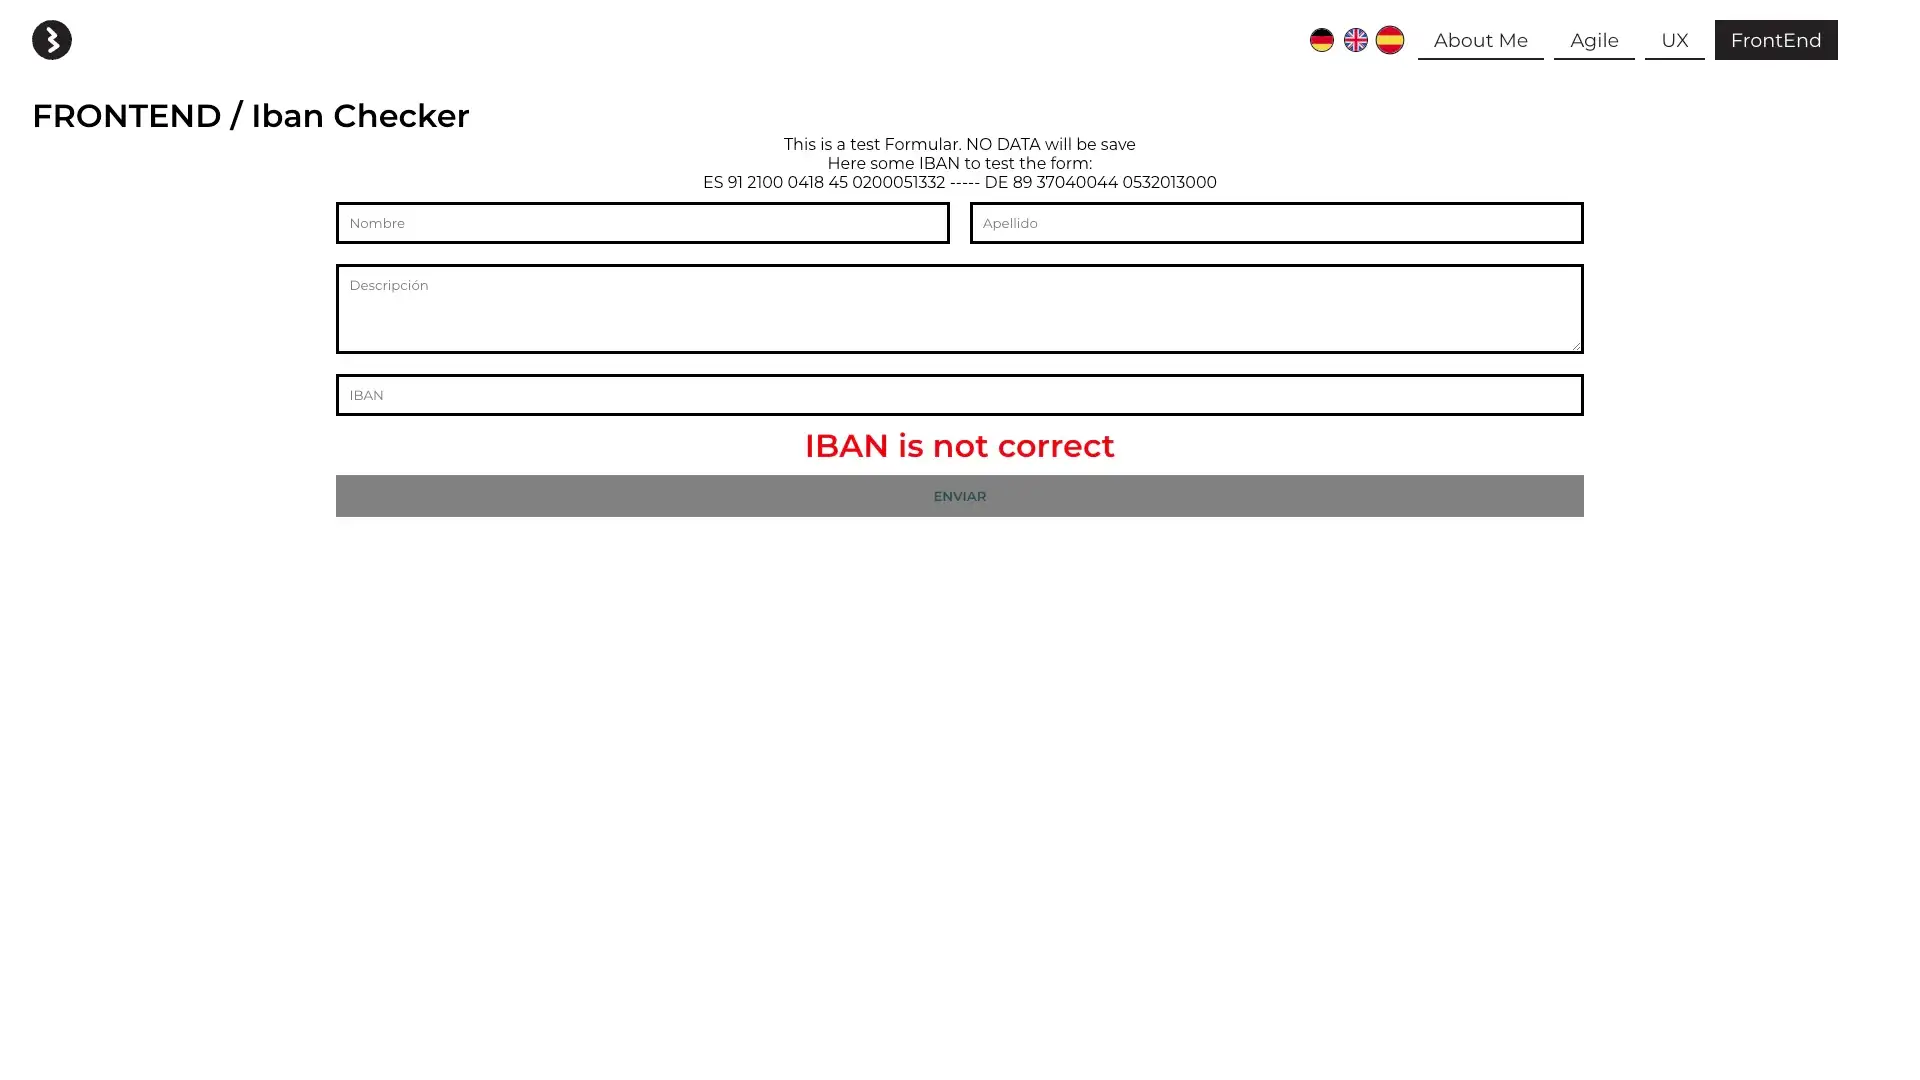 About Me
Agile
UX
FrontEnd
FRONTEND / Iban Checker
This is a test Formular. NO DATA will be save
Here some IBAN to test the form:
ES 91 2100 0418 45 0200051332 ----- DE 89 37040044 0532013000
Nombre
Apellido
Descripción
IBAN
IBAN is not correct
ENVIAR